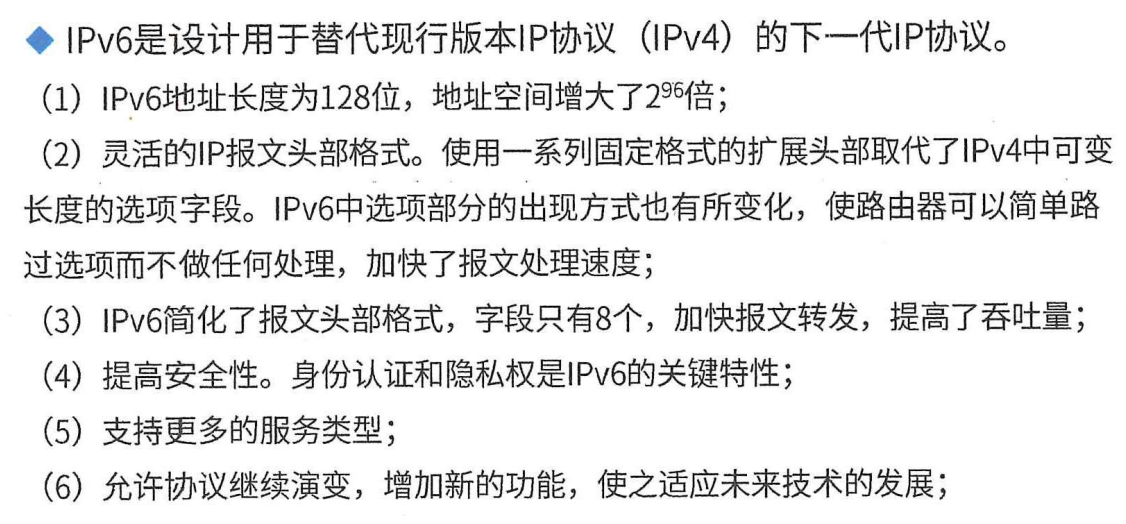 ◆ IPv6是设计用于替代现行版本IP协议（IPv4）的下一代IP协议。
（1）IPv6地址长度为128位，地址空间增大了2⁹⁶倍；
（2）灵活的IP报文头部格式。使用一系列固定格式的扩展头部取代了IPv4中可变
长度的选项字段。IPv6中选项部分的出现方式也有所变化，使路由器可以简单路
过选项而不做任何处理，加快了报文处理速度；
（3）IPv6简化了报文头部格式，字段只有8个，加快报文转发，提高了吞吐量；
（4）提高安全性。身份认证和隐私权是IPv6的关键特性；
（5）支持更多的服务类型；
（6）允许协议继续演变，增加新的功能，使之适应未来技术的发展；